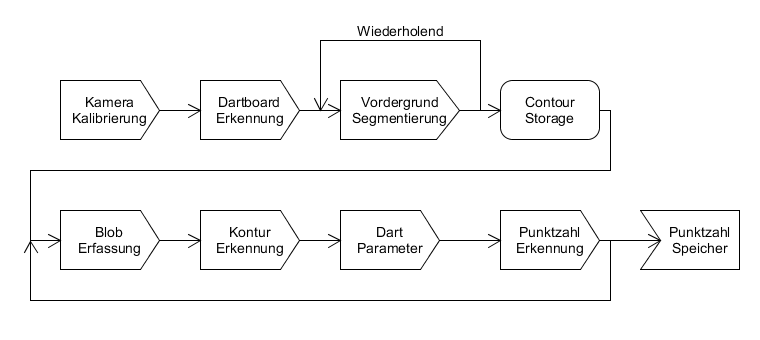 Wiederholend
Kamera
Kalibrierung
Dartboard
Erkennung
Vordergrund
Segmentierung
Contour
Storage
Blob
Erfassung
Kontur
Erkennung
Dart
Parameter
Punktzahl
Erkennung
Punktzahl
Speicher